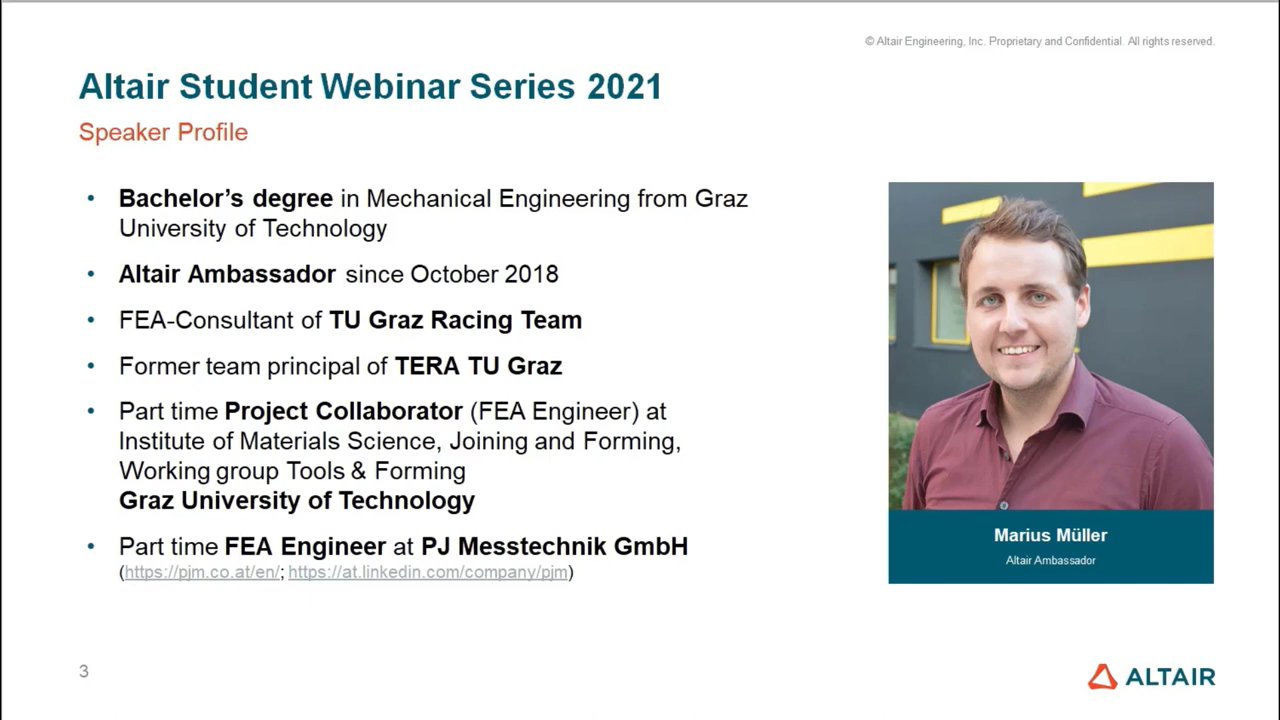 © Altair Engineering, Inc. Proprietary and Confidential. All rights reserved.
Altair Student Webinar Series 2021
Speaker Profile
• Bachelor’s degree in Mechanical Engineering from Graz
University of Technology
• Altair Ambassador since October 2018
• FEA-Consultant of TU Graz Racing Team
• Former team principal of TERA TU Graz
• Part time Project Collaborator (FEA Engineer) at
Institute of Materials Science, Joining and Forming,
Working group Tools & Forming
Graz University of Technology
• Part time FEA Engineer at PJ Messtechnik GmbH
(https://pjm.co.at/en/; https://at.linkedin.com/company/pjm)
Marius Müller
Altair Ambassador
3
ALTAIR